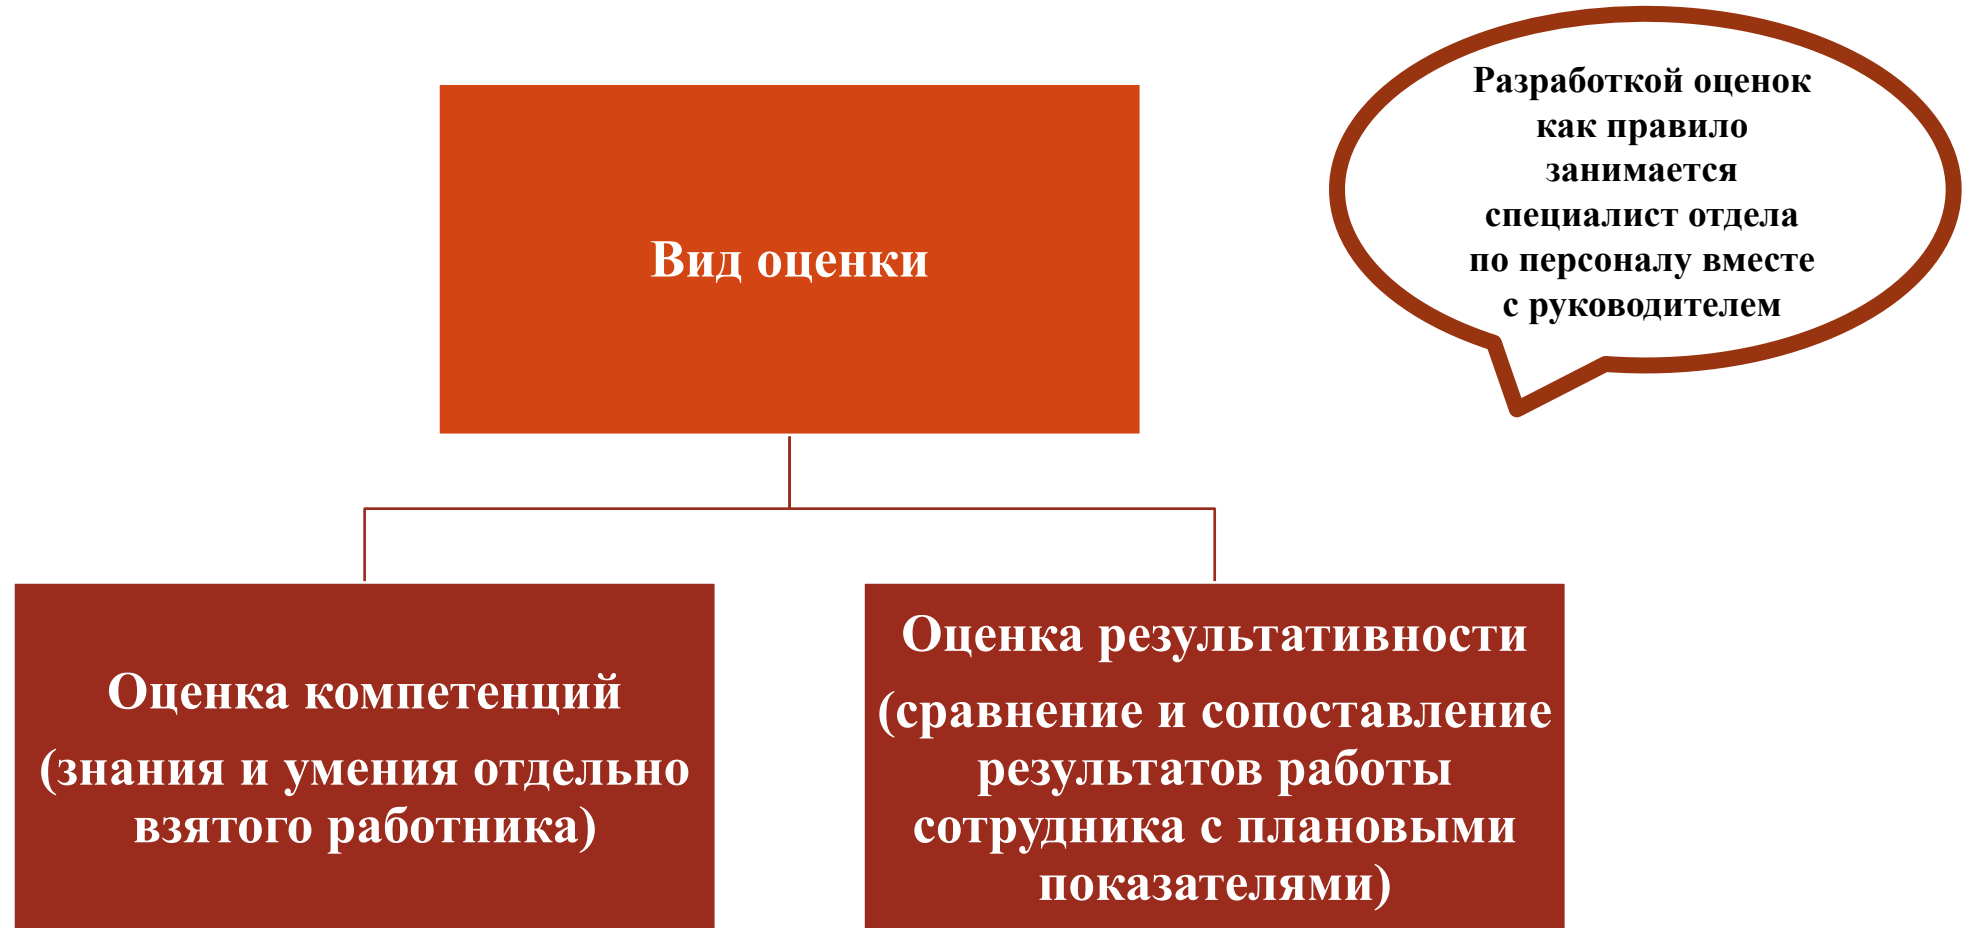 Разработкой оценок
как правило
занимается
специалист отдела
по персоналу вместе
с руководителем
Вид оценки
Оценка компетенций
(знания и умения отдельно
взятого работника)
Оценка результативности
(сравнение и сопоставление
результатов работы
сотрудника с плановыми
показателями)